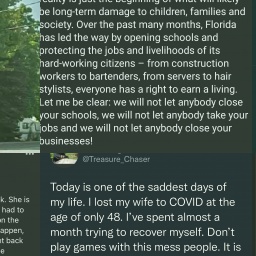 reality is just the beginning of what will likely
be long-term damage to children, families and
society. Over the past many months, Florida
has led the way by opening schools and
protecting the jobs and livelihoods of its
hard-working citizens – from construction
workers to bartenders, from servers to hair
stylists, everyone has a right to earn a living.
Let me be clear: we will not let anybody close
your schools, we will not let anybody take your
jobs and we will not let anybody close your
businesses!
@Treasure_Chaser
Today is one of the saddest days of
my life. I lost my wife to COVID at the
age of only 48. I've spent almost a
month trying to recover myself. Don't
play games with this mess people. It is
k. She is
had to
on the
appen,
nt back
e